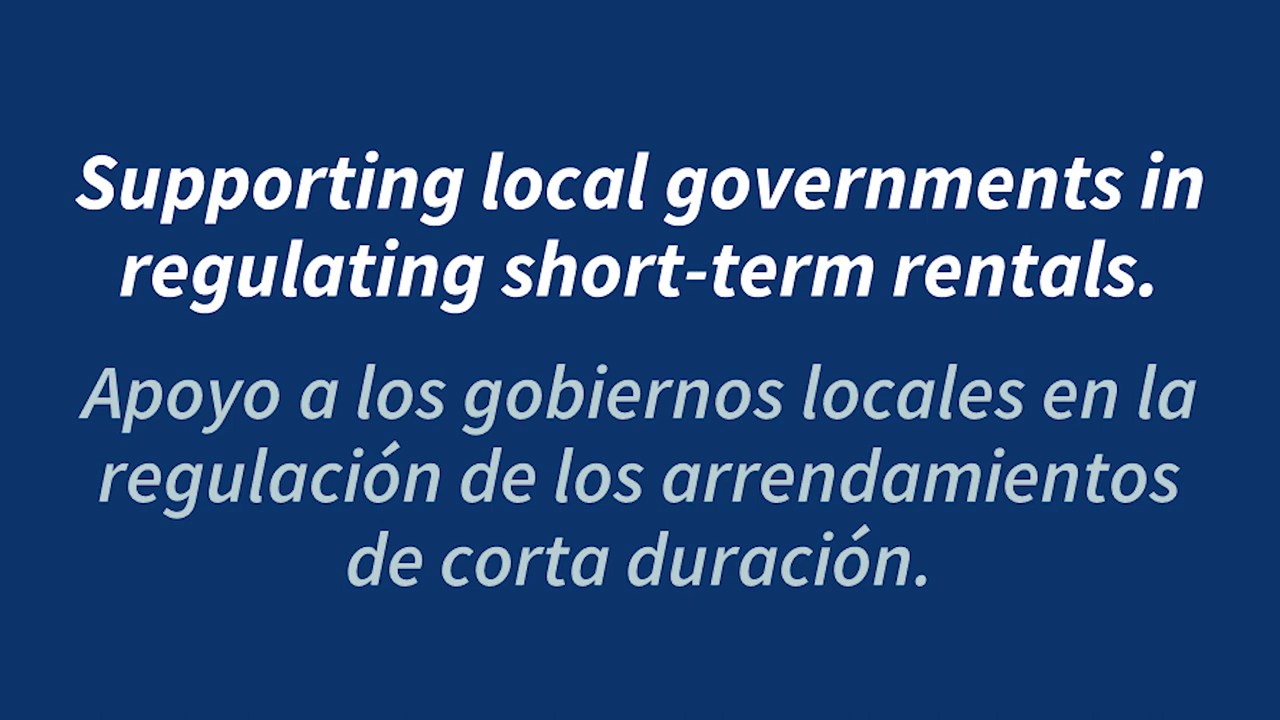 Supporting local governments in
regulating short-term rentals.
Apoyo a los gobiernos locales en la
regulación de los arrendamientos
de corta duración.